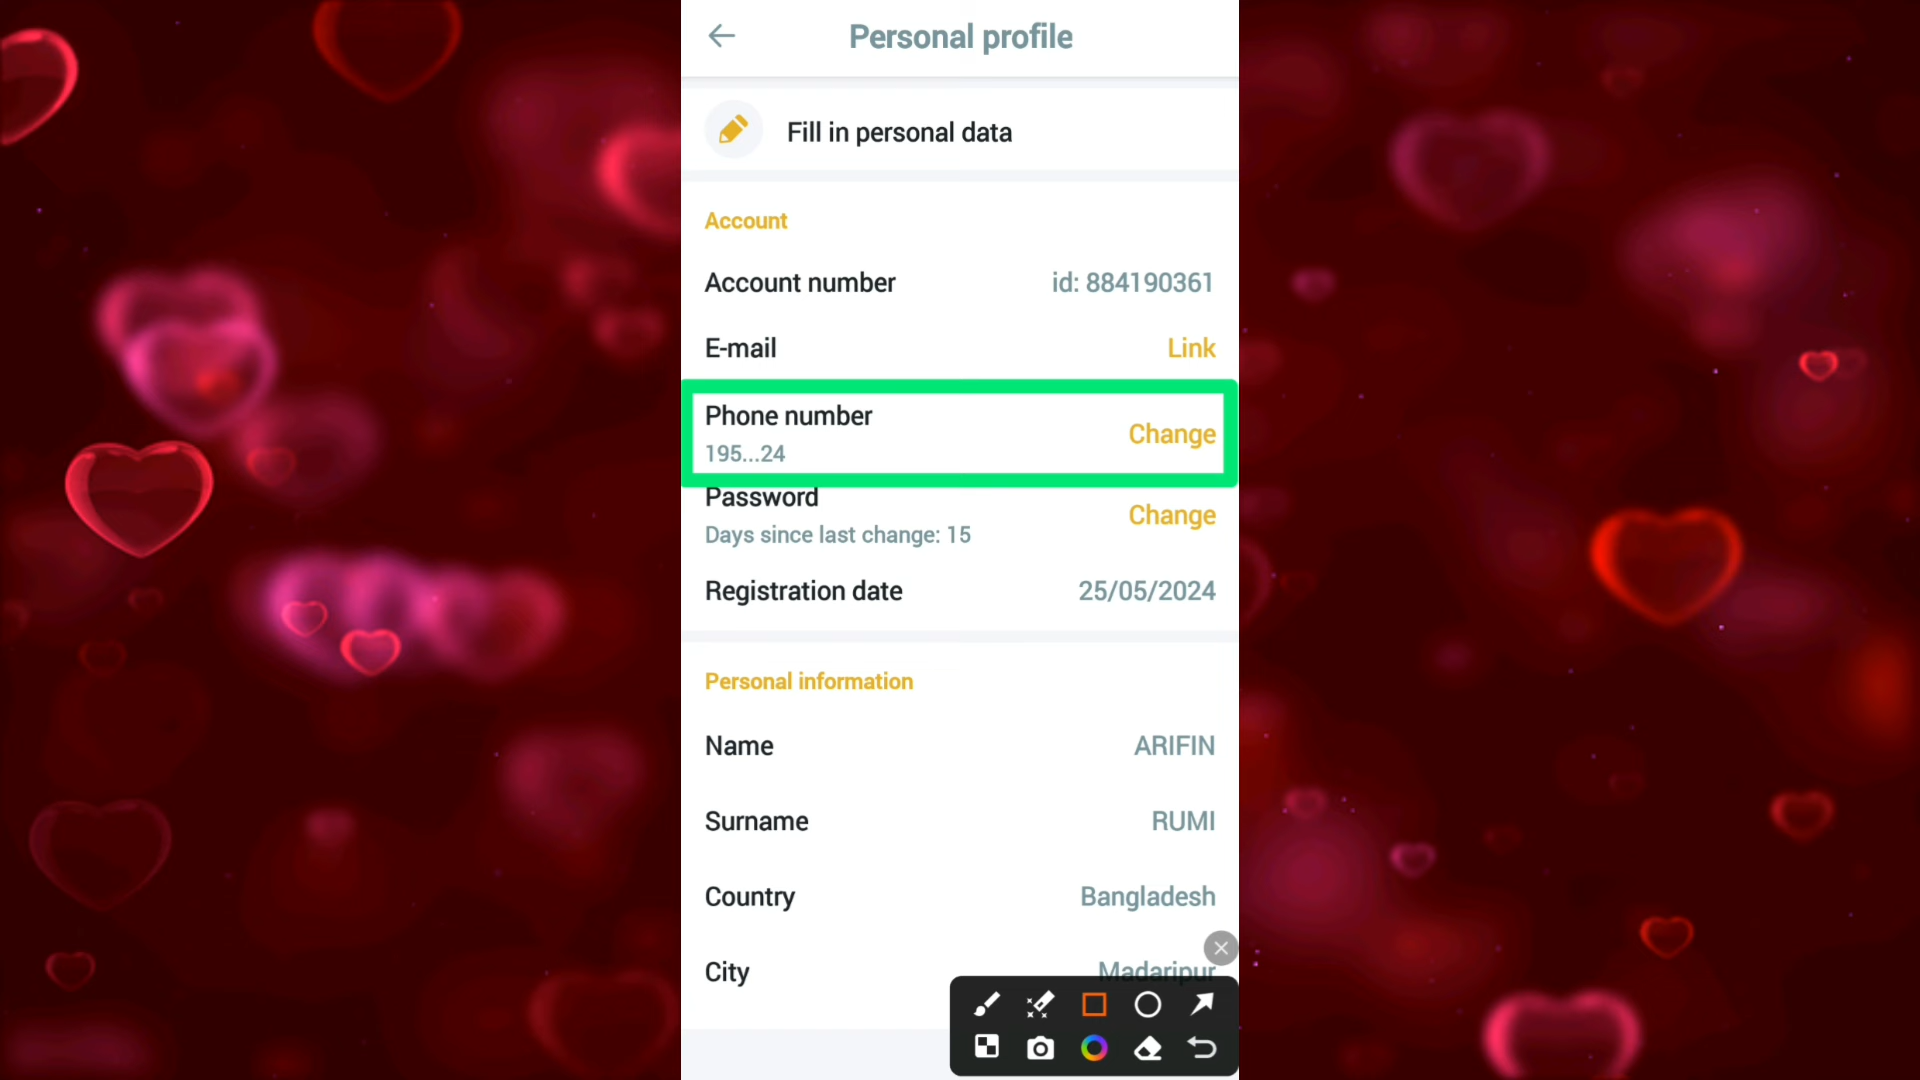 Personal profile
Fill in personal data
Account
Account number id: 884190361
E-mail Link
Phone number
195...24 Change
Password
Days since last change: 15 Change
Registration date 25/05/2024
Personal information
Name ARIFIN
Surname RUMI
Country Bangladesh
City Madaripur